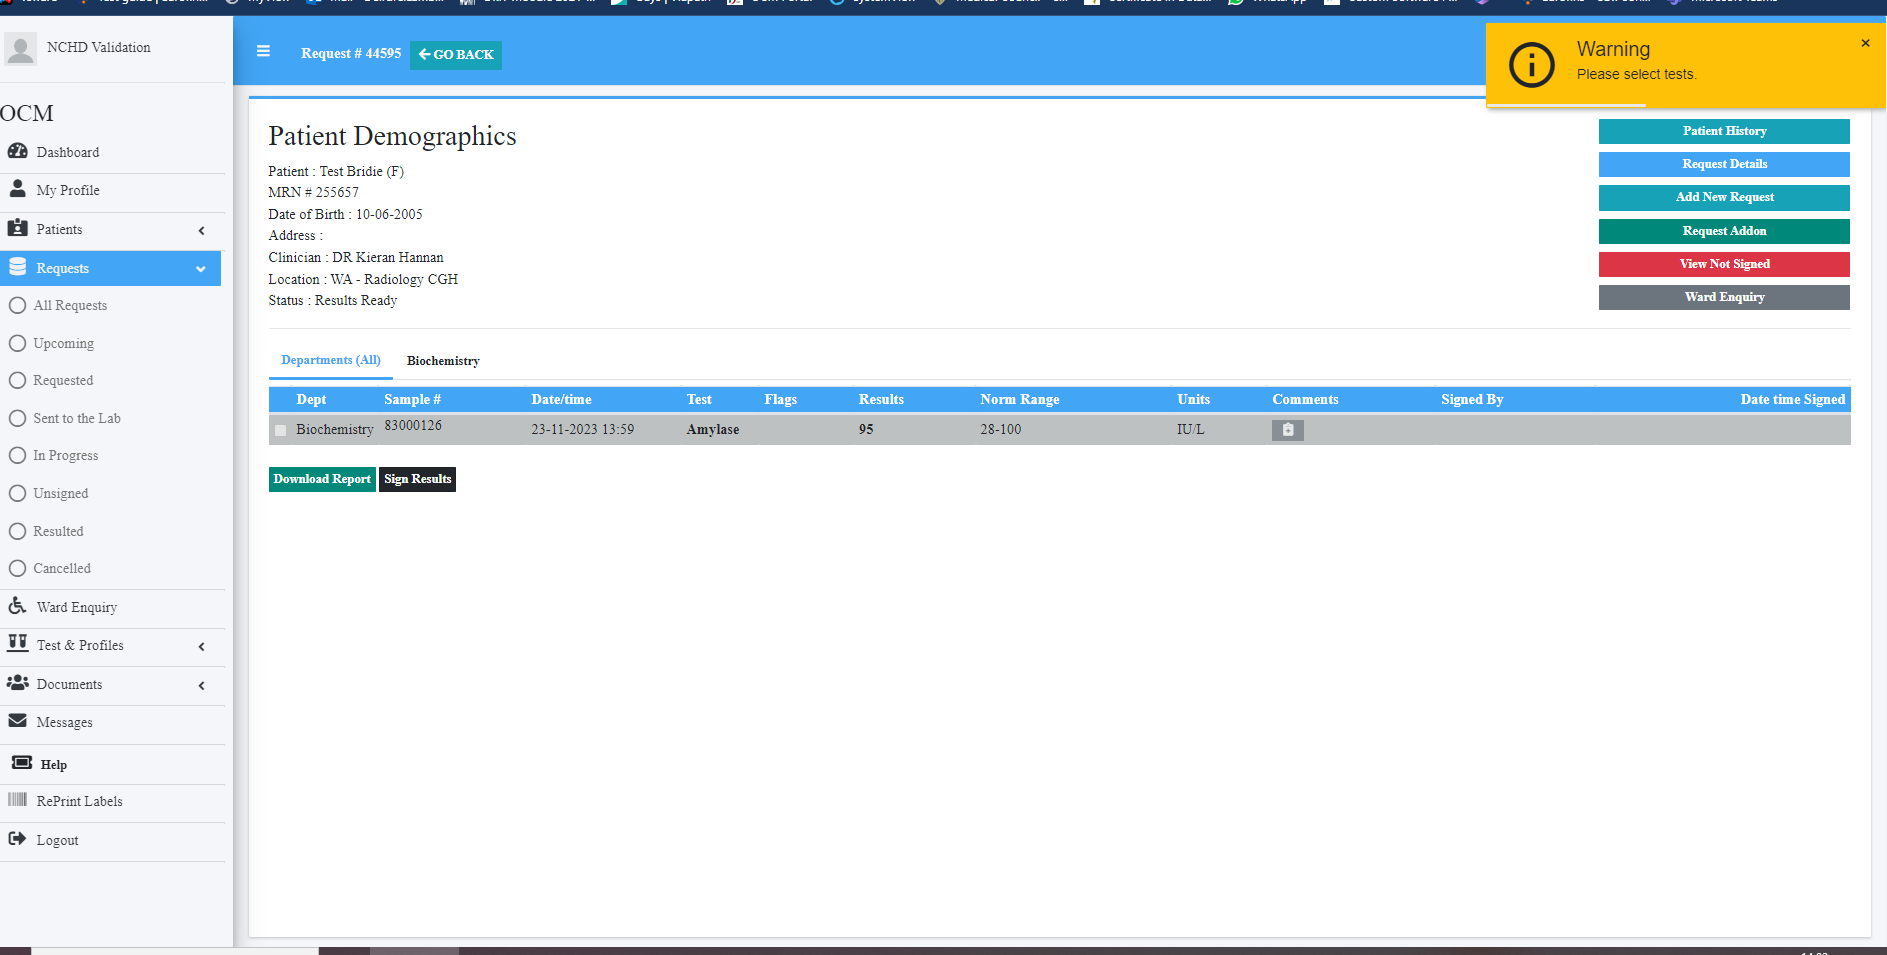 NCHD Validation
OCM
Dashboard
My Profile
Patients
Requests
All Requests
Upcoming
Requested
Sent to the Lab
In Progress
Unsigned
Resulted
Cancelled
Ward Enquiry
Test & Profiles
Documents
Messages
Help
RePrint Labels
Logout
Request # 44595 GO BACK
Warning
Please select tests.
×
Patient Demographics
Patient : Test Bridie (F)
MRN # 255657
Date of Birth : 10-06-2005
Address :
Clinician : DR Kieran Hannan
Location : WA - Radiology CGH
Status : Results Ready
Patient History
Request Details
Add New Request
Request Addon
View Not Signed
Ward Enquiry
Departments (All) Biochemistry
Dept Sample # Date/time Test Flags Results Norm Range Units Comments Signed By Date time Signed
Biochemistry 83000126 23-11-2023 13:59 Amylase 95 28-100 IU/L
Download Report Sign Results